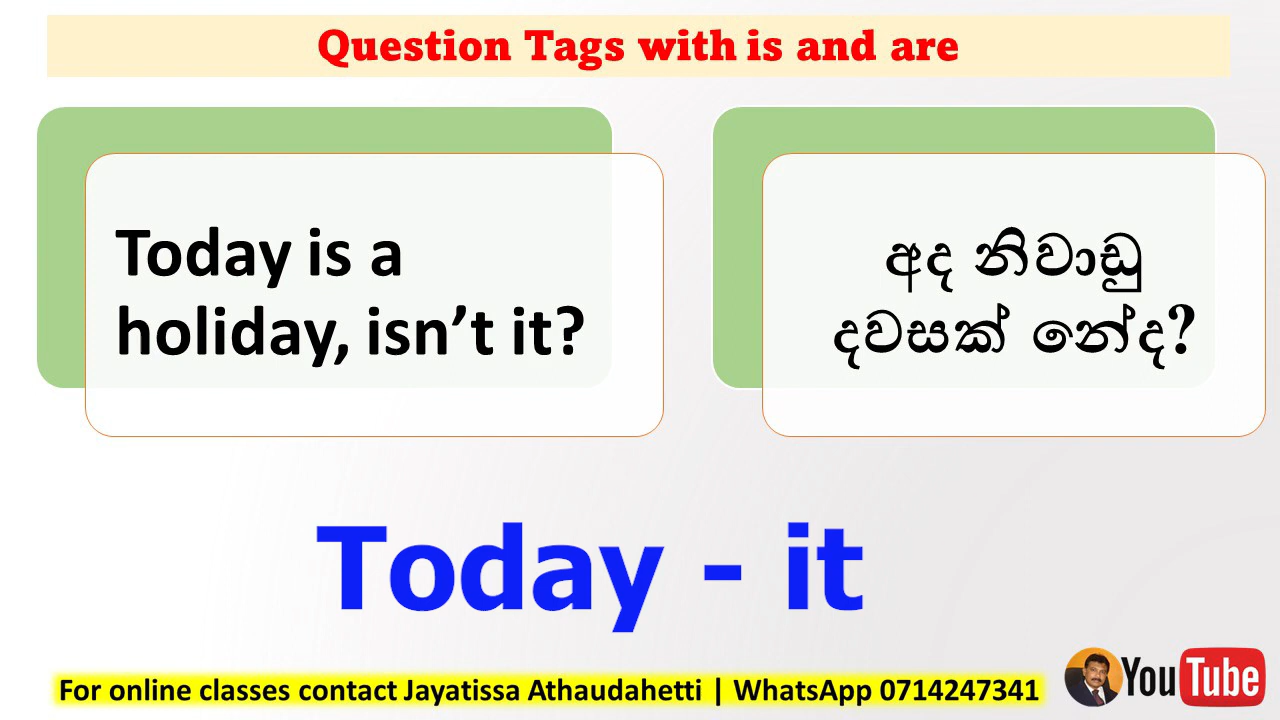 Question Tags with is and are
Today is a
holiday, isn’t it?
අද නිවාඩු
දවසක් නේද?
Today - it
For online classes contact Jayatissa Athaudahetti | WhatsApp 0714247341
YouTube